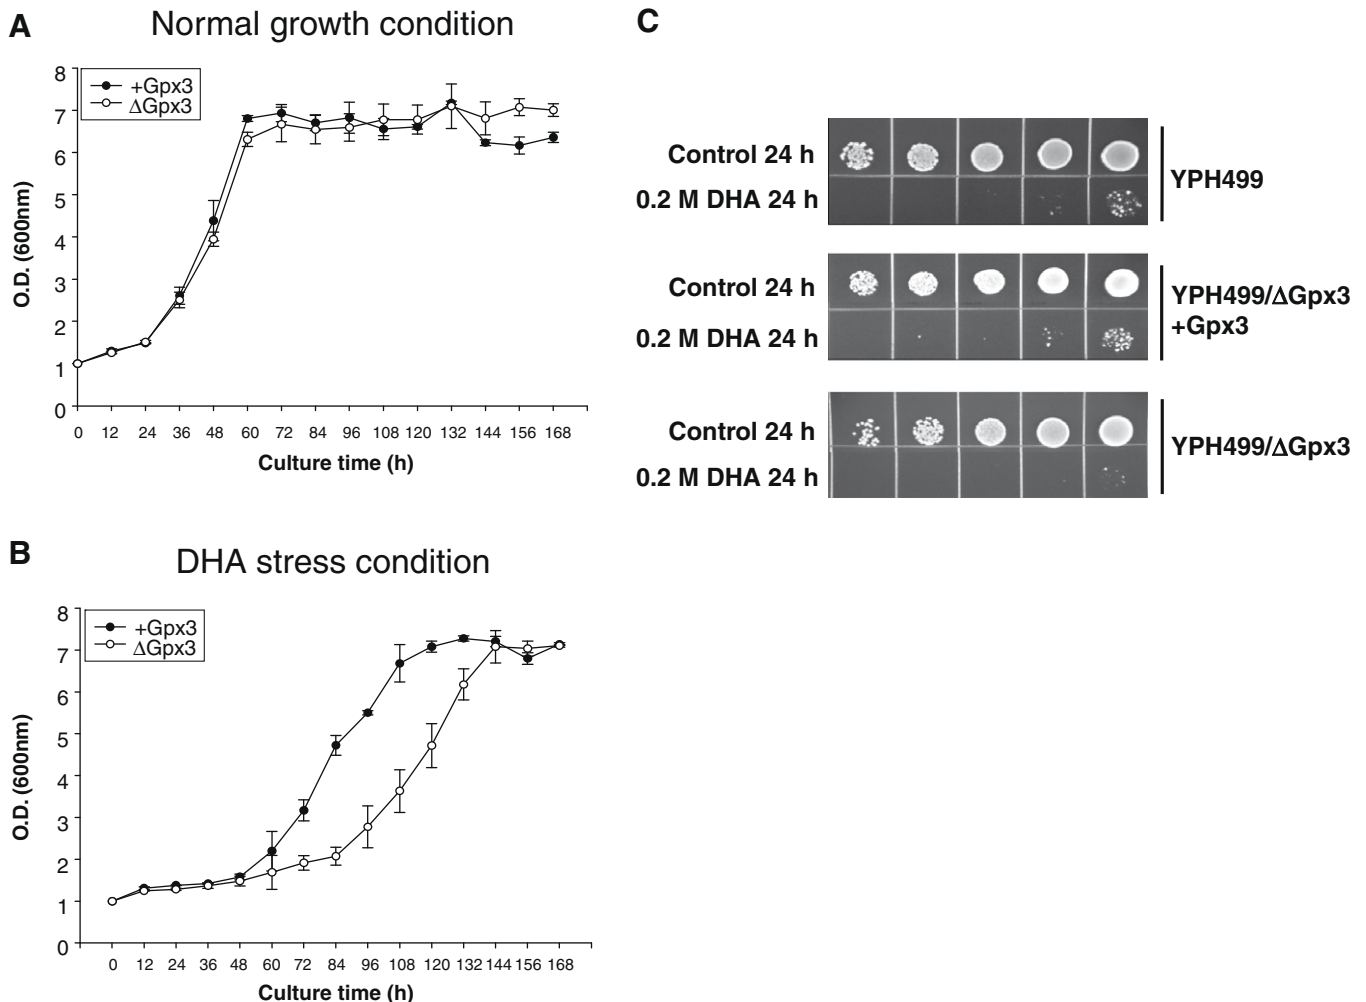 A
Normal growth condition
+Gpx3
ΔGpx3
8
7
6
5
4
3
2
1
0
O.D. (600nm)
0 12 24 36 48 60 72 84 96 108 120 132 144 156 168
Culture time (h)
B
DHA stress condition
+Gpx3
ΔGpx3
8
7
6
5
4
3
2
1
0
O.D. (600nm)
0 12 24 36 48 60 72 84 96 108 120 132 144 156 168
Culture time (h)
C
Control 24 h
0.2 M DHA 24 h
YPH499
Control 24 h
0.2 M DHA 24 h
YPH499/ΔGpx3
+Gpx3
Control 24 h
0.2 M DHA 24 h
YPH499/ΔGpx3